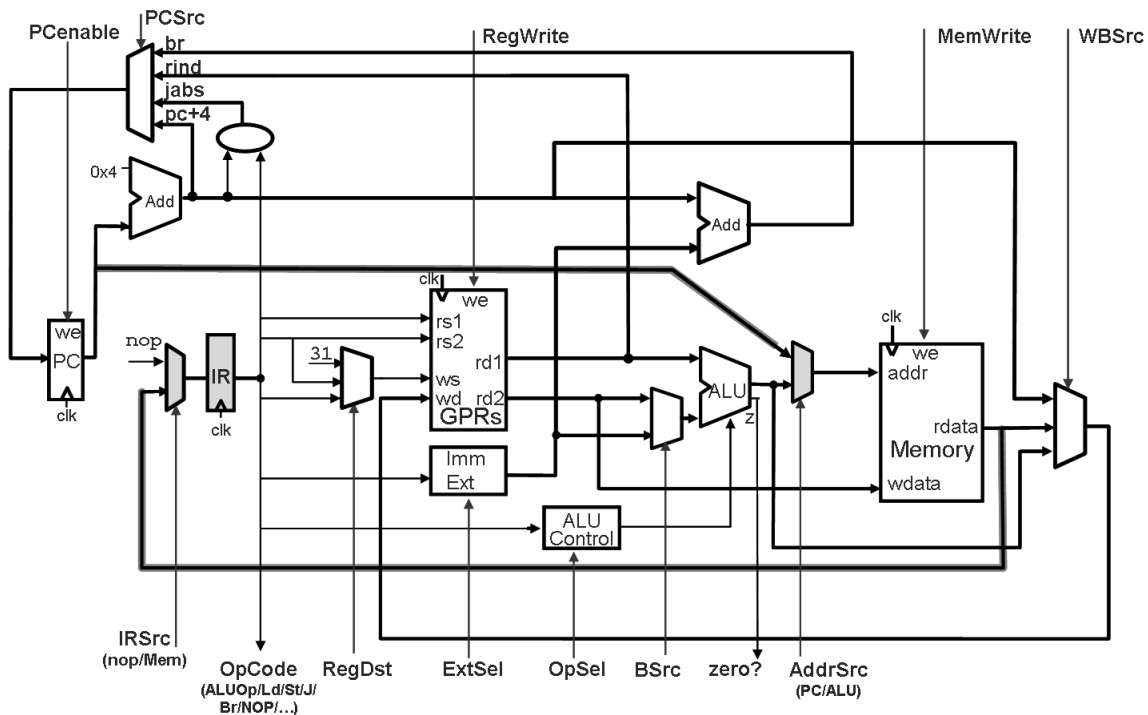 PCSrc
PCenable
RegWrite
MemWrite
WBSrc
br
rind
jabs
pc+4
0x4
Add
Add
clk
we
rs1
rs2
rd1
ws
wd
rd2
GPRs
we
PC
clk
nop
IR
clk
31
ALU
z
clk
we
addr
rdata
Memory
wdata
Imm
Ext
ALU
Control
IRSrc
(nop/Mem)
OpCode
(ALUOp/Ld/St/J/
Br/NOP/...)
RegDst
ExtSel
OpSel
BSrc
zero?
AddrSrc
(PC/ALU)